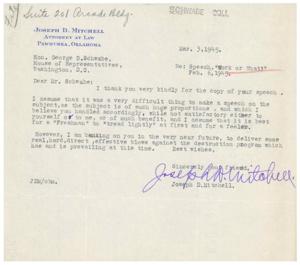 Suite 201 Arcade Bldg.
SCHWABE COLL
JOSEPH D. MITCHELL
ATTORNEY AT LAW
PAWHUSKA, OKLAHOMA
Mar. 3, 1945.
Hon. George B. Schwabe,
House of Representatives,
Washington, D.C.
Re: Speech, "Work or
Feb. 6, 1945.
Dear Mr. Schwabe:
I thank you very kindly for the copy of your speech.
I assume that it was a very difficult thing to make a speech on the
subject, as the subject is of such huge proportions, and which I
believe you handled accordingly, while not satisfactory either to
yourself or to me, or of much benefit, and I assume that it is best
for a "Freshman" to "tread lightly" at first and for a feeler.
However, I am banking on you in the very near future, to deliver some
real, hard, direct, effective blows against the destruction program which
has and is prevailing at this time.
Best wishes.
Sincerely your friend,
Joseph D. Mitchell.
Joseph D. Mitchell.